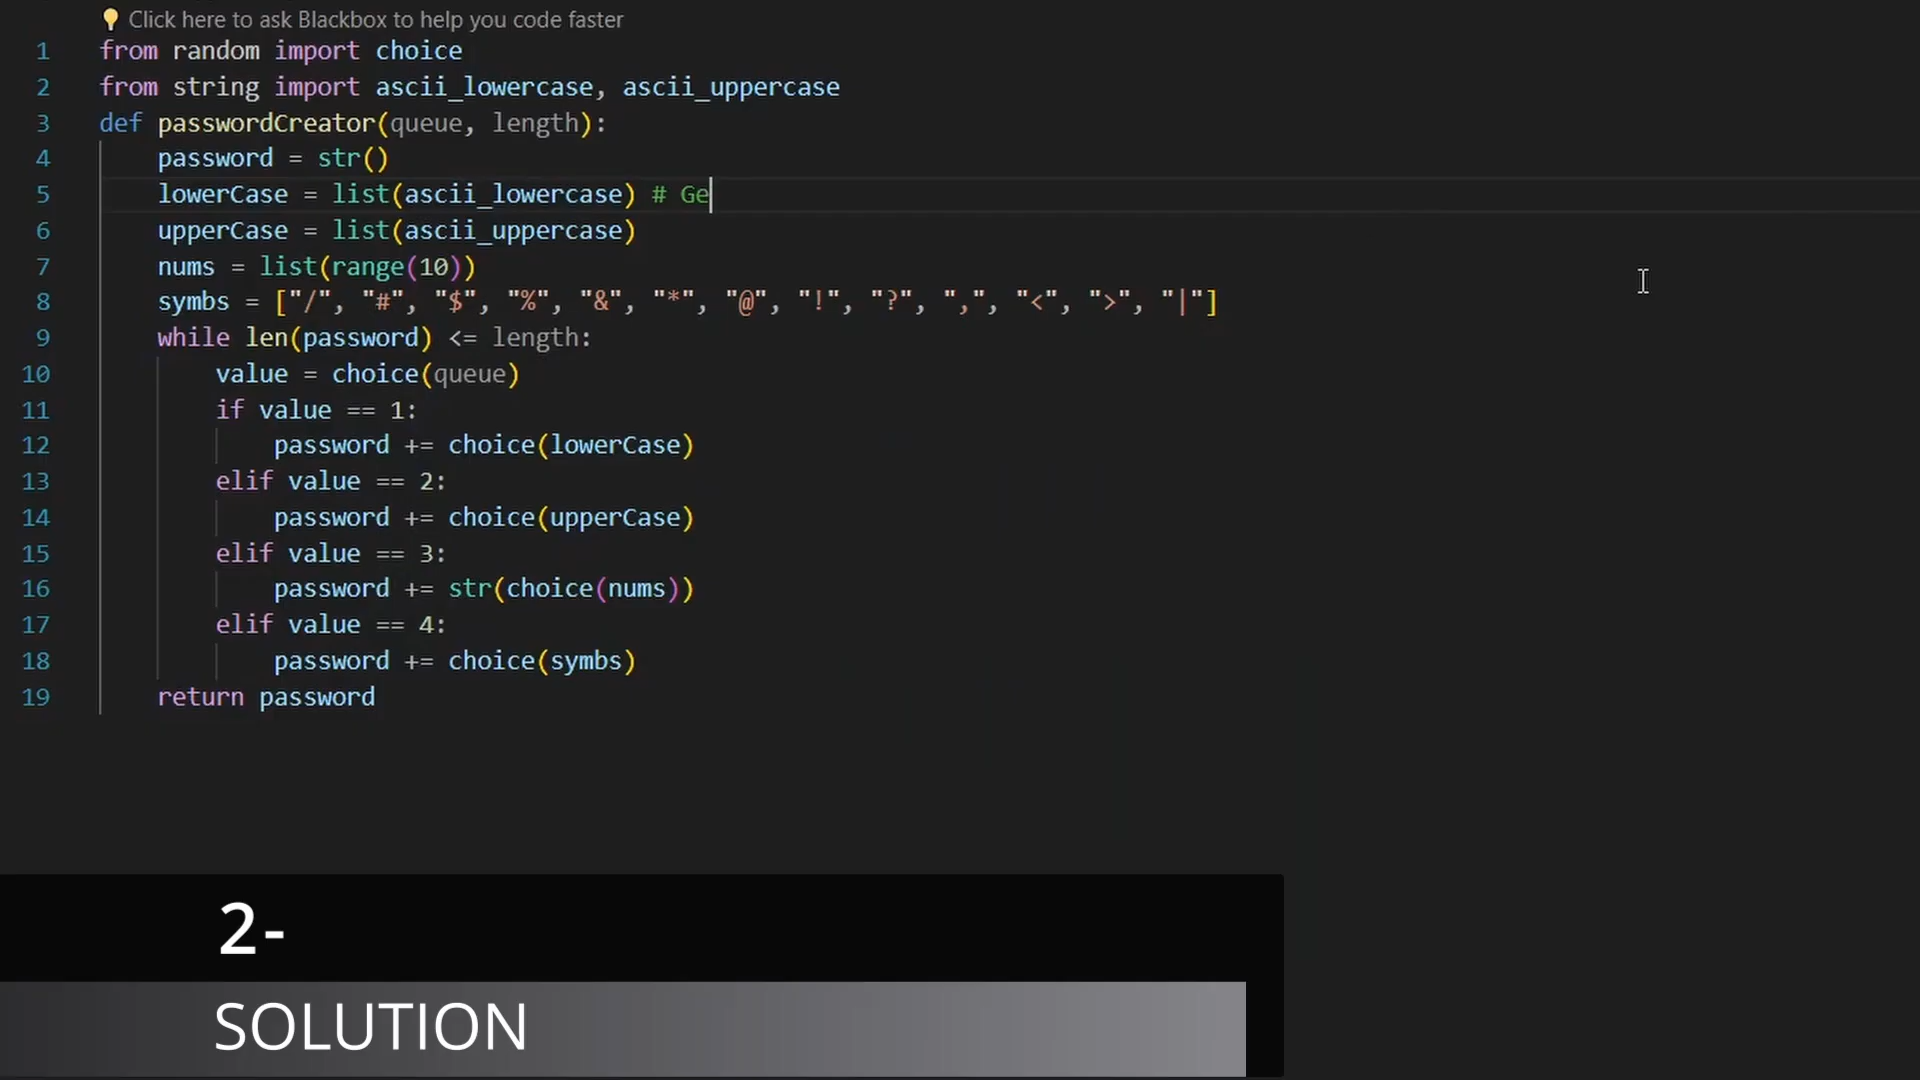 Click here to ask Blackbox to help you code faster
1 from random import choice
2 from string import ascii_lowercase, ascii_uppercase
3 def passwordCreator(queue, length):
4 password = str()
5 lowerCase = list(ascii_lowercase) # Ge
6 upperCase = list(ascii_uppercase)
7 nums = list(range(10))
8 symbs = ["/", "#", "$", "%", "&", "*", "@", "!", "?", ",", "<", ">", "|"]
9 while len(password) <= length:
10 value = choice(queue)
11 if value == 1:
12 password += choice(lowerCase)
13 elif value == 2:
14 password += choice(upperCase)
15 elif value == 3:
16 password += str(choice(nums))
17 elif value == 4:
18 password += choice(symbs)
19 return password
2-
SOLUTION